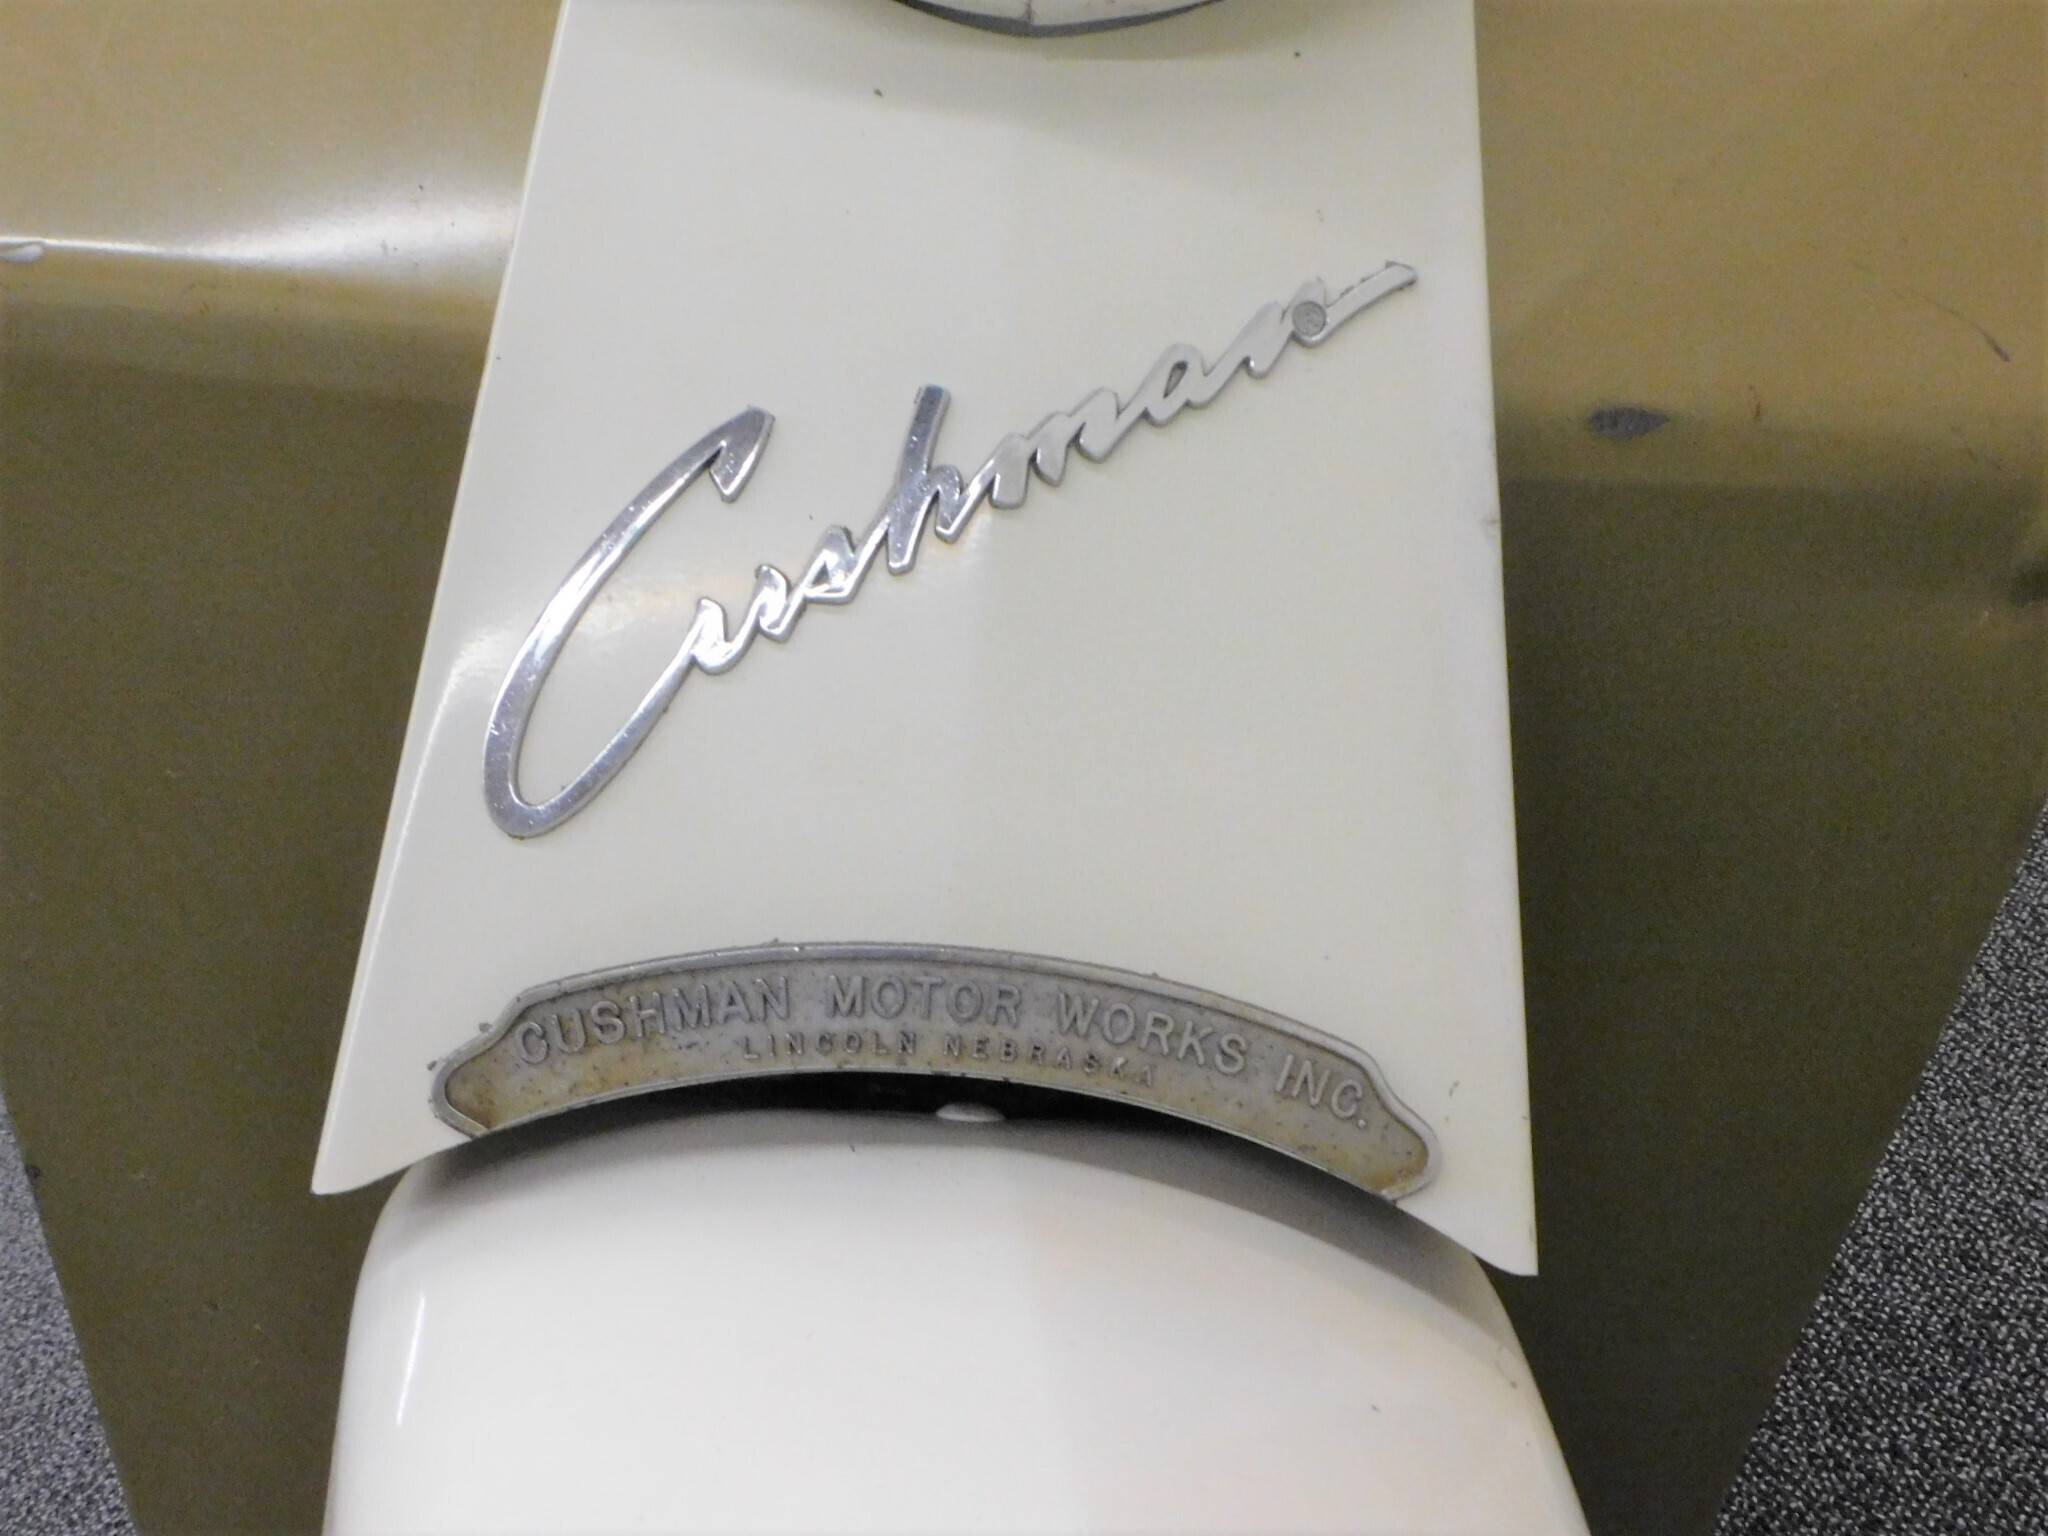 Cushman
CUSHMAN MOTOR WORKS INC.
LINCOLN NEBRASKA